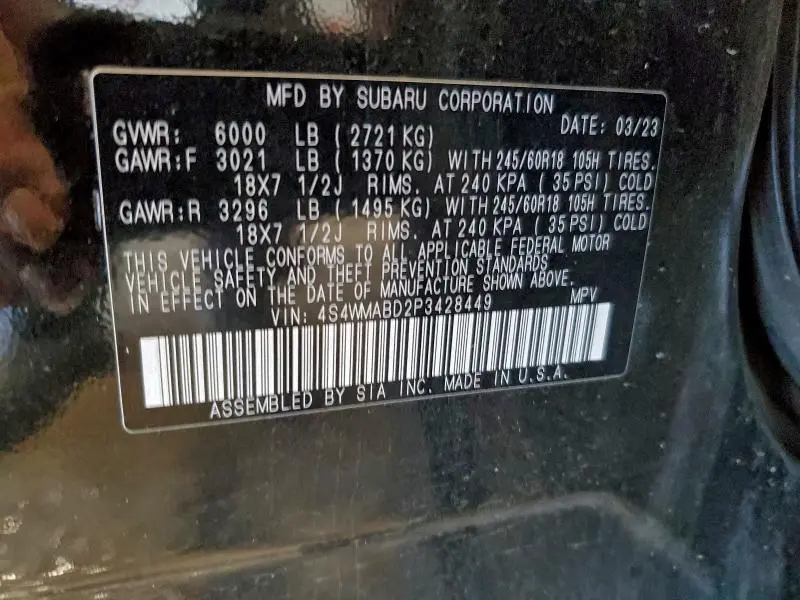 MFD BY SUBARU CORPORATION
DATE: 03/23
GVWR: 6000 LB ( 2721 KG)
GAWR:F 3021 LB ( 1370 KG) WITH 245/60R18 105H TIRES.
18X7 1/2J RIMS. AT 240 KPA ( 35 PSI) COLD
GAWR:R 3296 LB ( 1495 KG) WITH 245/60R18 105H TIRES.
18X7 1/2J RIMS. AT 240 KPA ( 35 PSI) COLD
THIS VEHICLE CONFORMS TO ALL APPLICABLE FEDERAL MOTOR
VEHICLE SAFETY AND THEFT PREVENTION STANDARDS
IN EFFECT ON THE DATE OF MANUFACTURE SHOWN ABOVE.
VIN: 4S4WMABD2P3428449 MPV
ASSEMBLED BY SIA INC. MADE IN U.S.A.